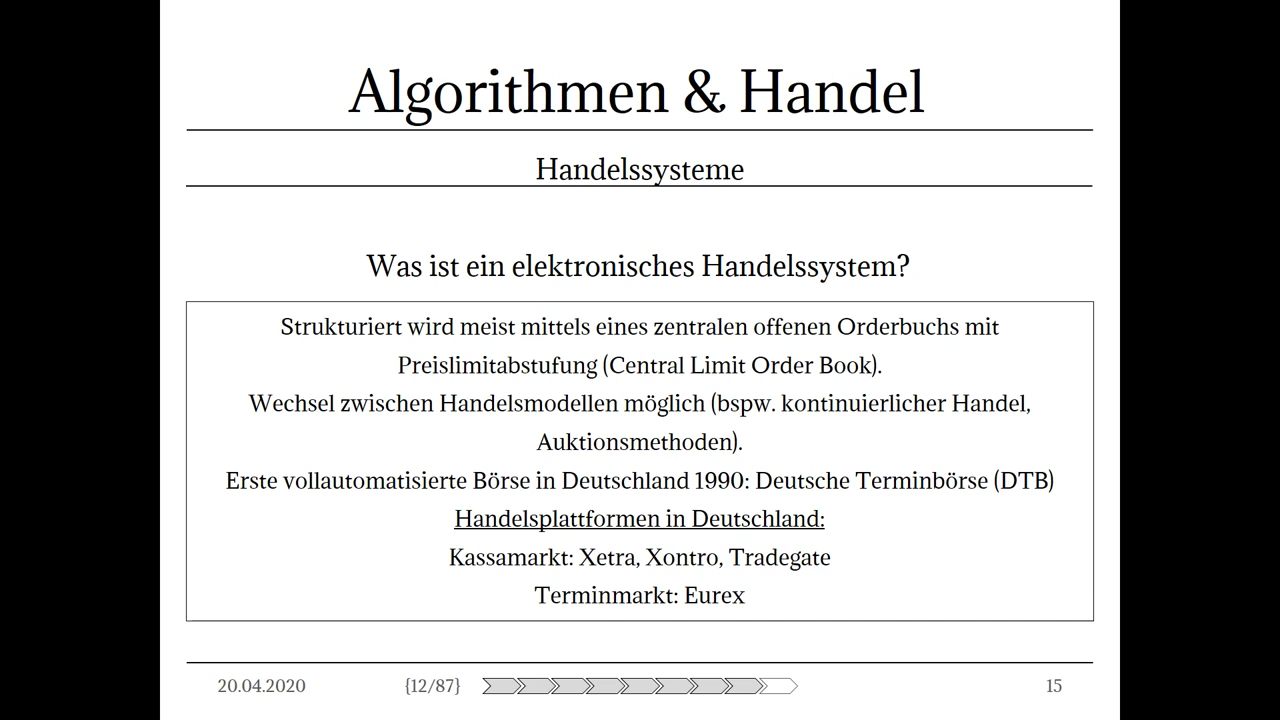 Algorithmen & Handel
Handelssysteme
Was ist ein elektronisches Handelssystem?
Strukturiert wird meist mittels eines zentralen offenen Orderbuchs mit
Preislimitabstufung (Central Limit Order Book).
Wechsel zwischen Handelsmodellen möglich (bspw. kontinuierlicher Handel,
Auktionsmethoden).
Erste vollautomatisierte Börse in Deutschland 1990: Deutsche Terminbörse (DTB)
Handelsplattformen in Deutschland:
Kassamarkt: Xetra, Xontro, Tradegate
Terminmarkt: Eurex
20.04.2020 {12/87} 15